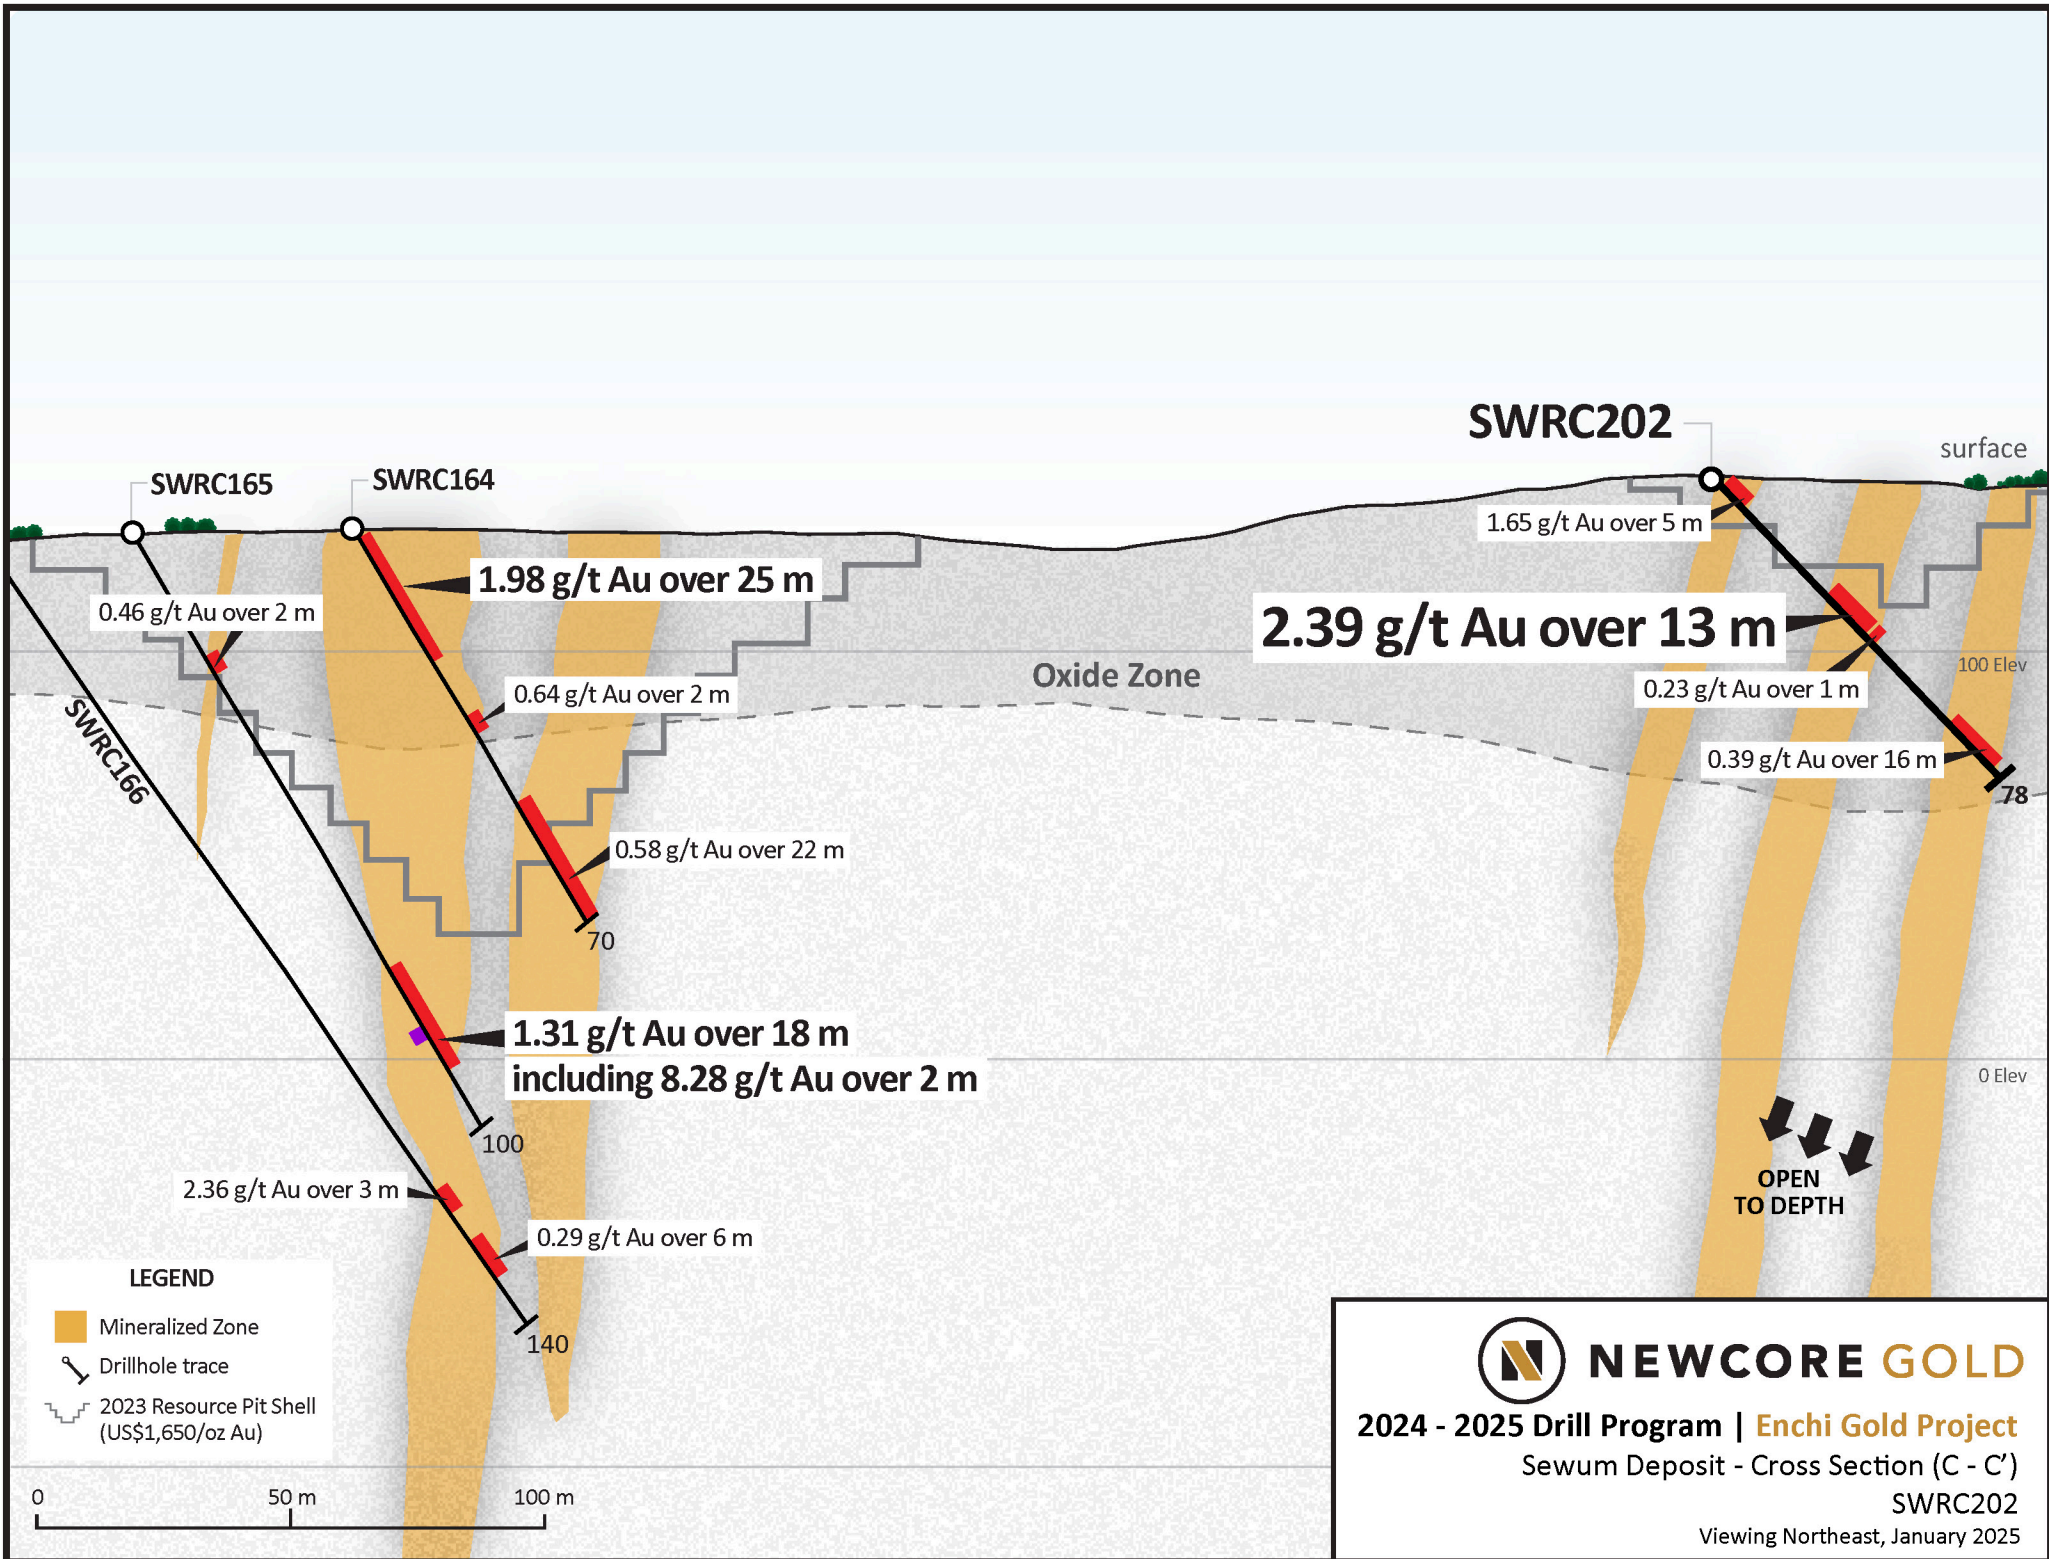 SWRC202
surface
SWRC165
SWRC164
1.65 g/t Au over 5 m
1.98 g/t Au over 25 m
0.46 g/t Au over 2 m
2.39 g/t Au over 13 m
100 Elev
Oxide Zone
0.64 g/t Au over 2 m
0.23 g/t Au over 1 m
SWRC166
0.39 g/t Au over 16 m
78
0.58 g/t Au over 22 m
70
1.31 g/t Au over 18 m
including 8.28 g/t Au over 2 m
0 Elev
100
OPEN
TO DEPTH
2.36 g/t Au over 3 m
0.29 g/t Au over 6 m
140
LEGEND
Mineralized Zone
Drillhole trace
2023 Resource Pit Shell
(US$1,650/oz Au)
0 50 m 100 m
N NEWCORE GOLD
2024 - 2025 Drill Program | Enchi Gold Project
Sewum Deposit - Cross Section (C - C')
SWRC202
Viewing Northeast, January 2025